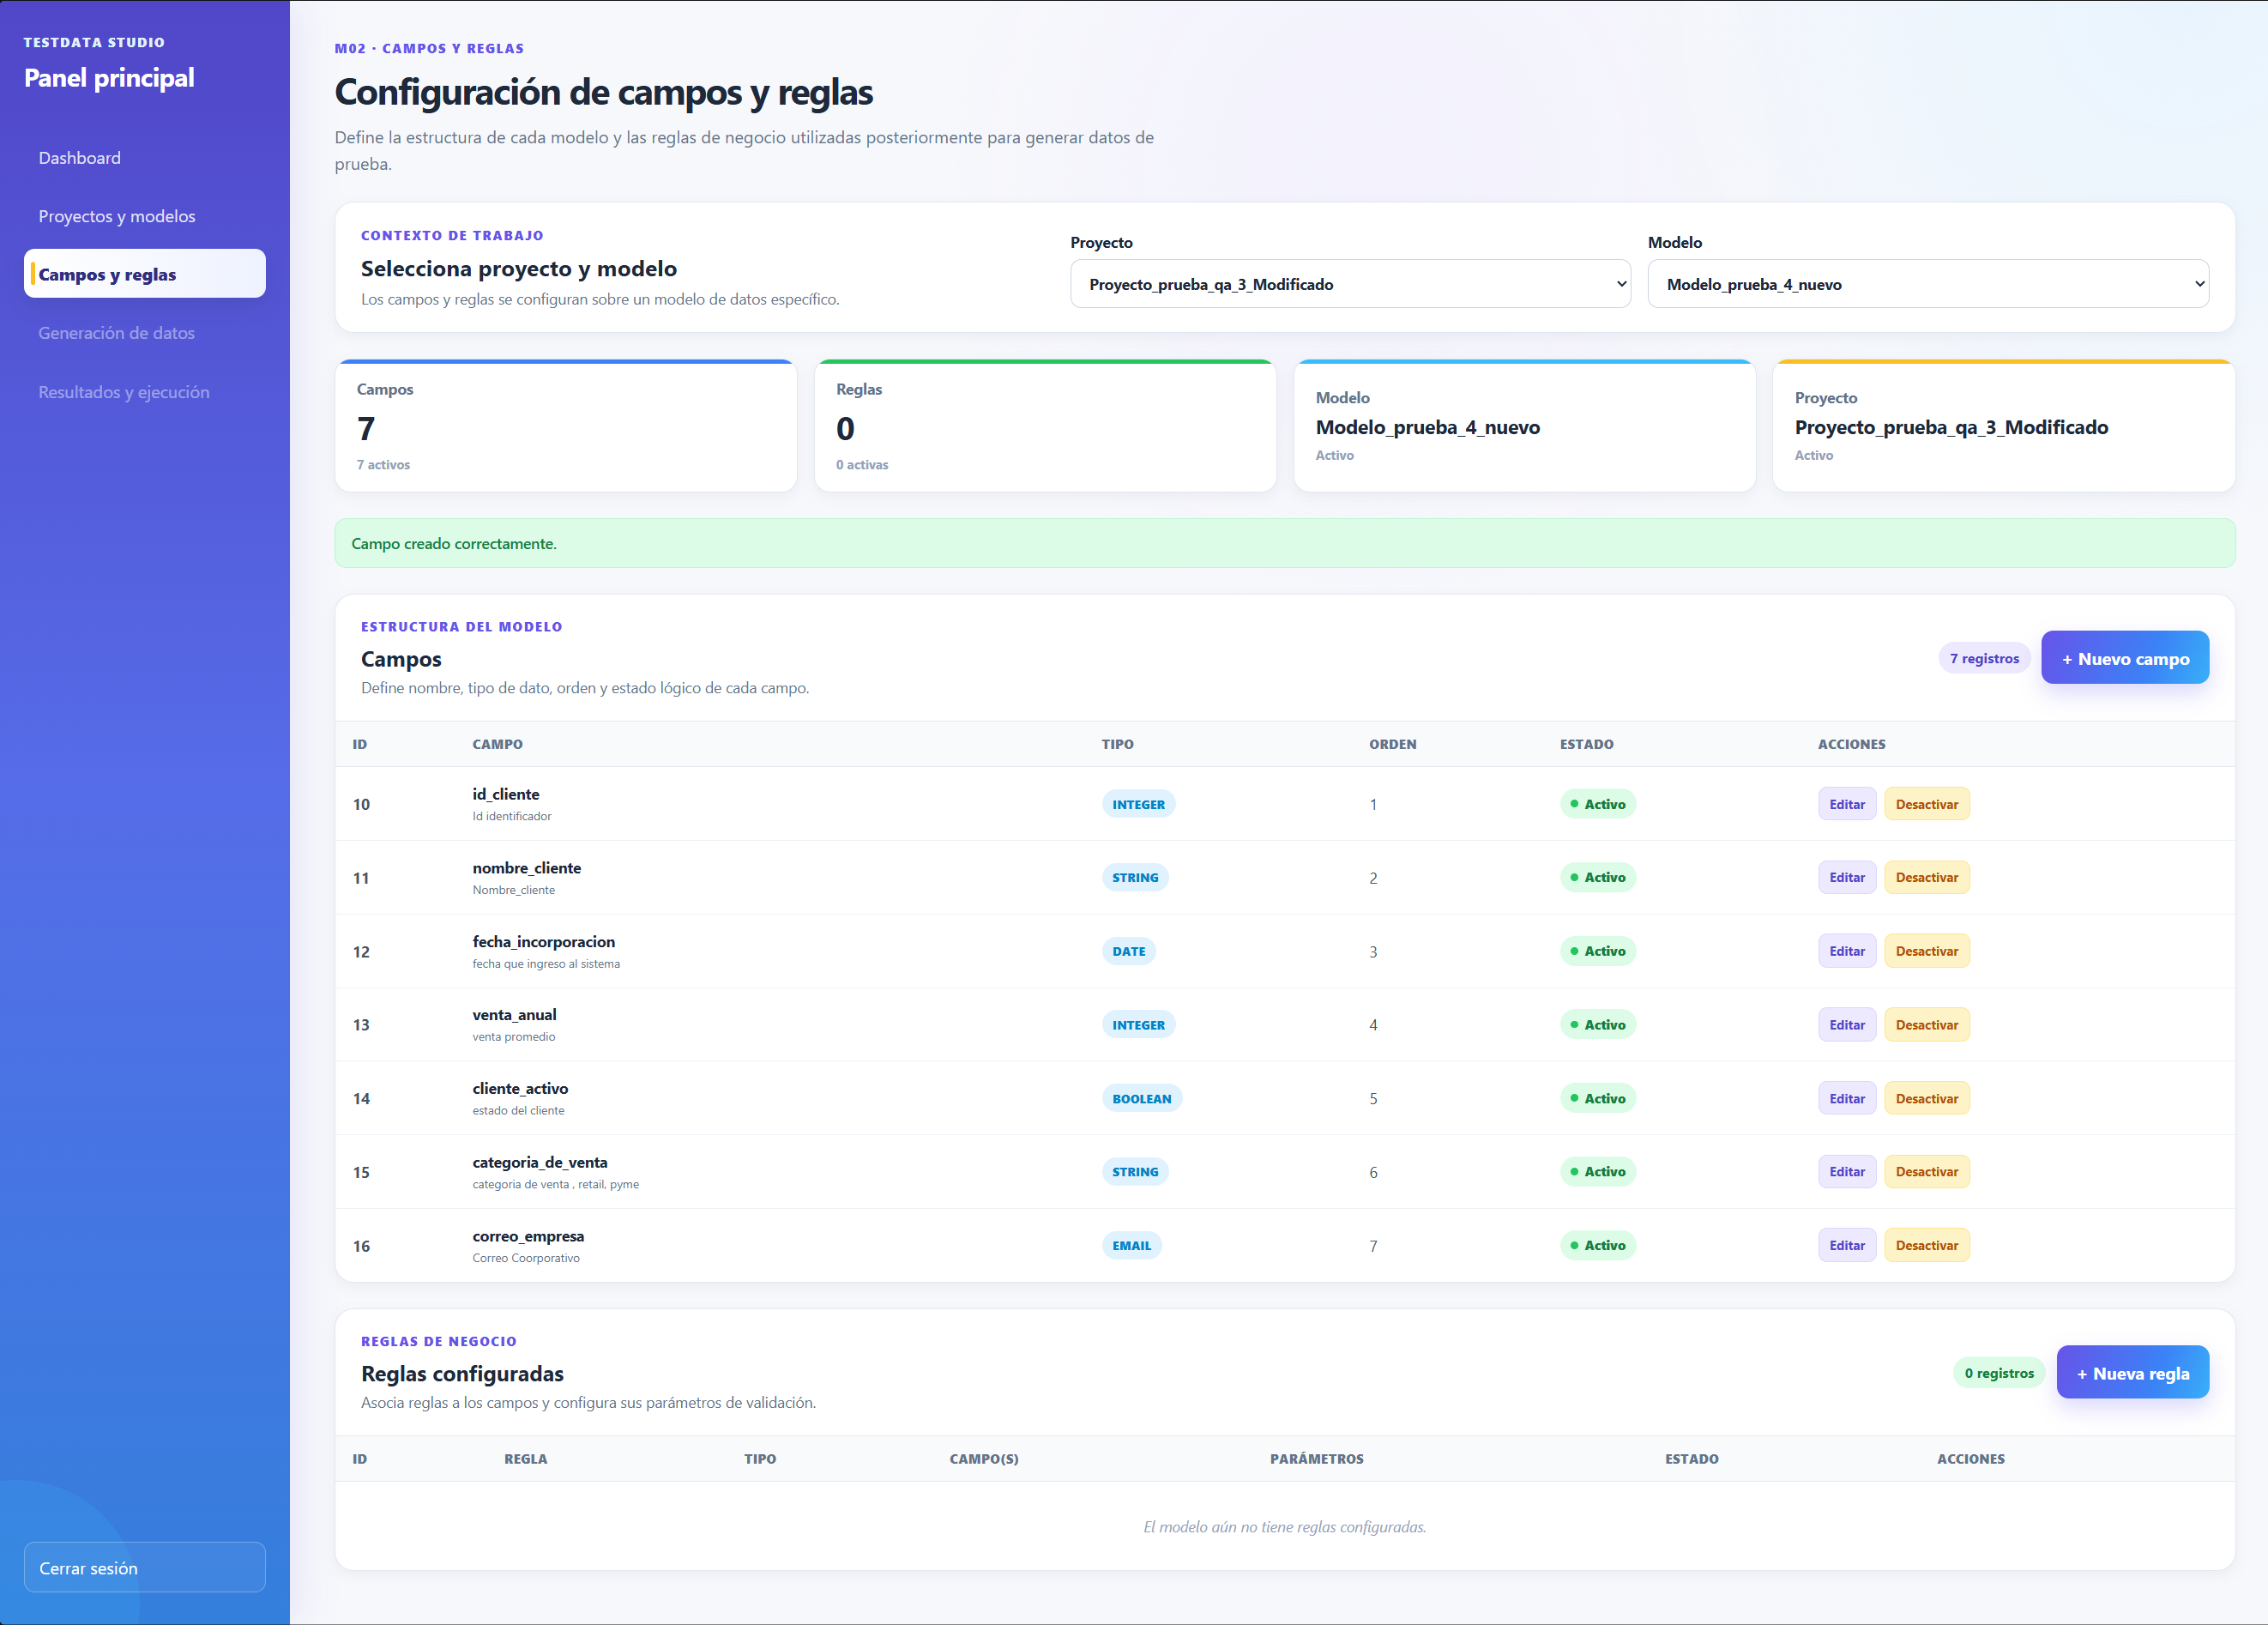 TESTDATA STUDIO
Panel principal
Dashboard
Proyectos y modelos
Campos y reglas
Generación de datos
Resultados y ejecución
Cerrar sesión
M02 · CAMPOS Y REGLAS
Configuración de campos y reglas
Define la estructura de cada modelo y las reglas de negocio utilizadas posteriormente para generar datos de
prueba.
CONTEXTO DE TRABAJO
Selecciona proyecto y modelo
Los campos y reglas se configuran sobre un modelo de datos específico.
Proyecto
Proyecto_prueba_qa_3_Modificado
Modelo
Modelo_prueba_4_nuevo
Campos
7
7 activos
Reglas
0
0 activas
Modelo
Modelo_prueba_4_nuevo
Activo
Proyecto
Proyecto_prueba_qa_3_Modificado
Activo
Campo creado correctamente.
ESTRUCTURA DEL MODELO
Campos
Define nombre, tipo de dato, orden y estado lógico de cada campo.
7 registros
+ Nuevo campo
ID CAMPO TIPO ORDEN ESTADO ACCIONES
10 id_cliente INTEGER 1 Activo Editar Desactivar
Id identificador
11 nombre_cliente STRING 2 Activo Editar Desactivar
Nombre_cliente
12 fecha_incorporacion DATE 3 Activo Editar Desactivar
fecha que ingreso al sistema
13 venta_anual INTEGER 4 Activo Editar Desactivar
venta promedio
14 cliente_activo BOOLEAN 5 Activo Editar Desactivar
estado del cliente
15 categoria_de_venta STRING 6 Activo Editar Desactivar
categoria de venta , retail, pyme
16 correo_empresa EMAIL 7 Activo Editar Desactivar
Correo Coorporativo
REGLAS DE NEGOCIO
Reglas configuradas
Asocia reglas a los campos y configura sus parámetros de validación.
0 registros
+ Nueva regla
ID REGLA TIPO CAMPO(S) PARÁMETROS ESTADO ACCIONES
El modelo aún no tiene reglas configuradas.